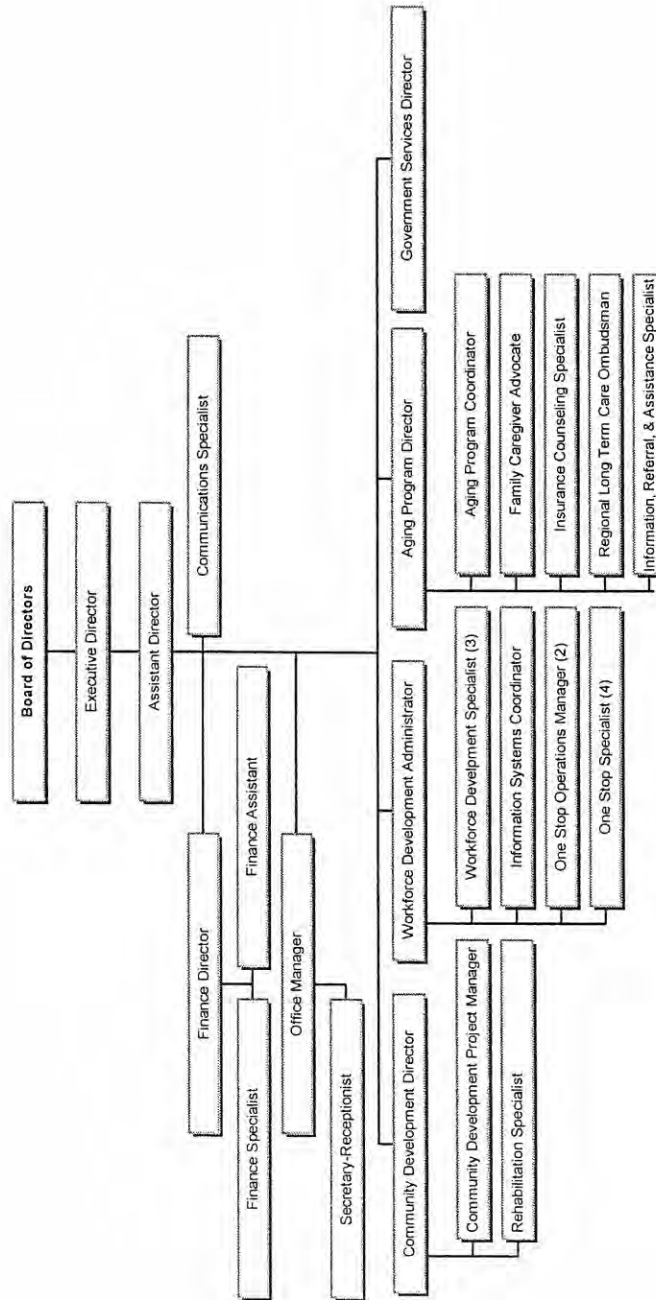 Board of Directors
Executive Director
Assistant Director
Finance Director
Communications Specialist
Finance Specialist
Finance Assistant
Office Manager
Secretary-Receptionist
Community Development Director
Workforce Development Administrator
Aging Program Director
Government Services Director
Community Development Project Manager
Rehabilitation Specialist
Workforce Develpment Specialist (3)
Information Systems Coordinator
One Stop Operations Manager (2)
One Stop Specialist (4)
Aging Program Coordinator
Family Caregiver Advocate
Insurance Counseling Specialist
Regional Long Term Care Ombudsman
Information, Referral, & Assistance Specialist